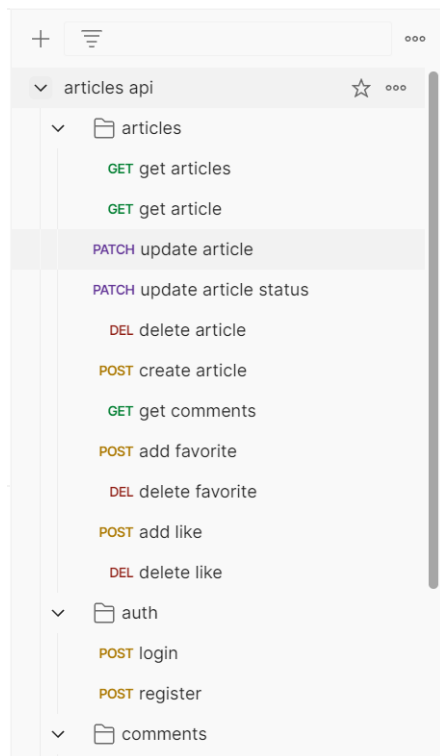 articles api
articles
GET get articles
GET get article
PATCH update article
PATCH update article status
DEL delete article
POST create article
GET get comments
POST add favorite
DEL delete favorite
POST add like
DEL delete like
auth
POST login
POST register
comments